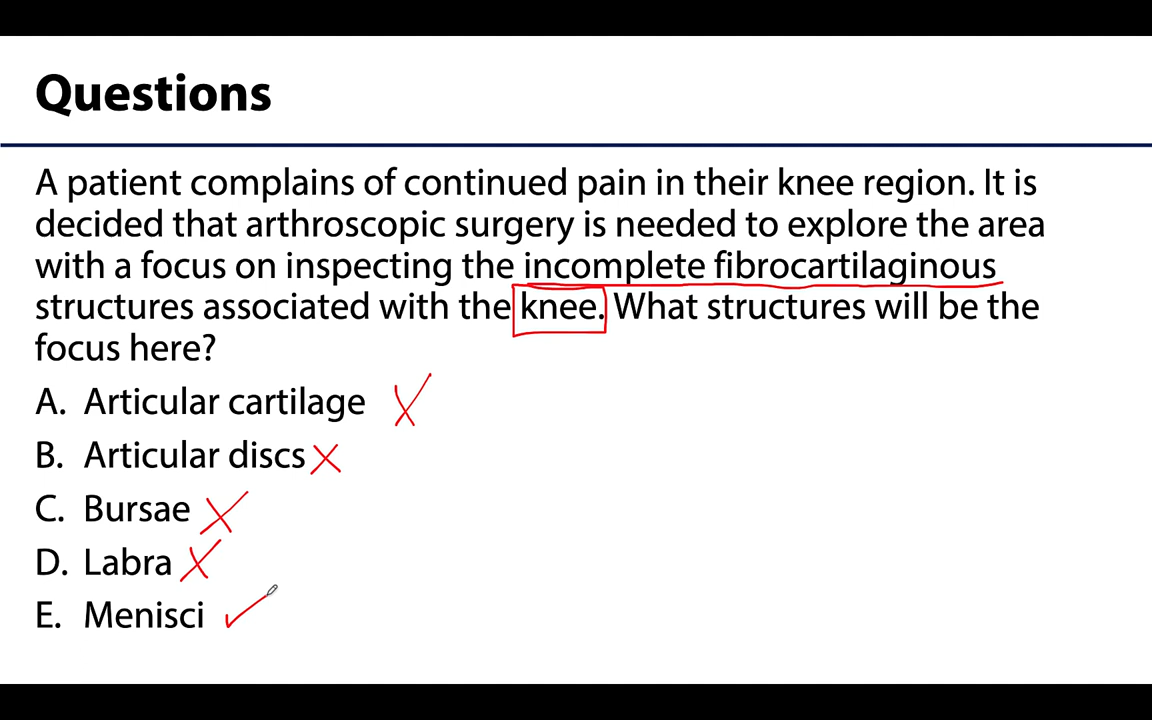 Questions
A patient complains of continued pain in their knee region. It is
decided that arthroscopic surgery is needed to explore the area
with a focus on inspecting the incomplete fibrocartilaginous
structures associated with the knee. What structures will be the
focus here?
A. Articular cartilage
B. Articular discs
C. Bursae
D. Labra
E. Menisci